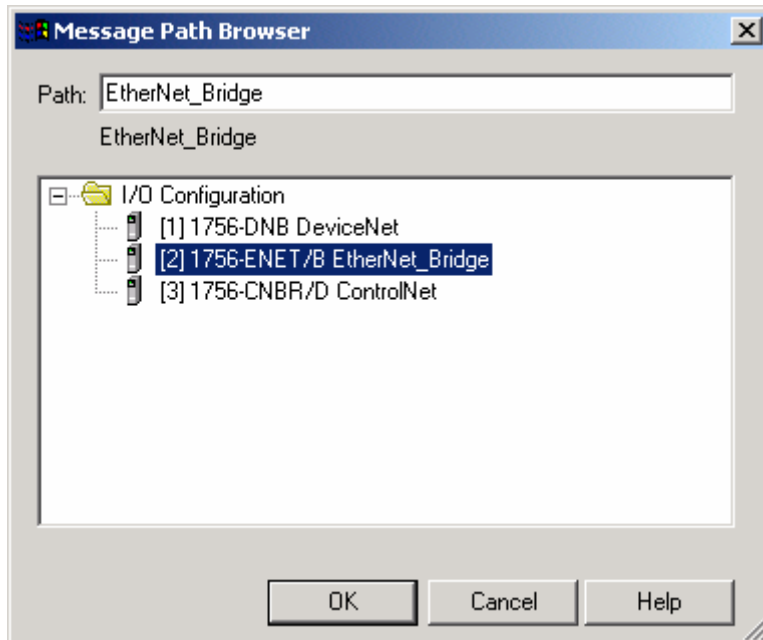 Message Path Browser
Path: EtherNet_Bridge
EtherNet_Bridge
I/O Configuration
[1] 1756-DNB DeviceNet
[2] 1756-ENET/B EtherNet_Bridge
[3] 1756-CNBR/D ControlNet
OK Cancel Help